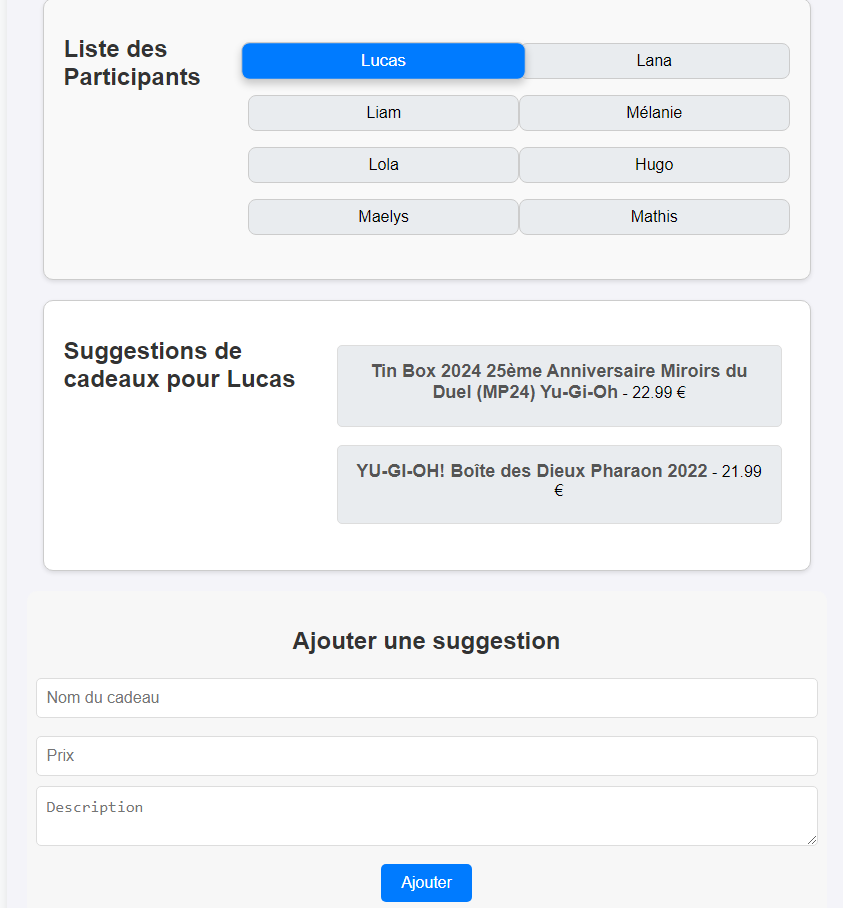 Liste des
Participants
Lucas
Lana
Liam
Mélanie
Lola
Hugo
Maelys
Mathis
Suggestions de
cadeaux pour Lucas
Tin Box 2024 25ème Anniversaire Miroirs du
Duel (MP24) Yu-Gi-Oh - 22.99 €
YU-GI-OH! Boîte des Dieux Pharaon 2022 - 21.99
€
Ajouter une suggestion
Nom du cadeau
Prix
Description
Ajouter